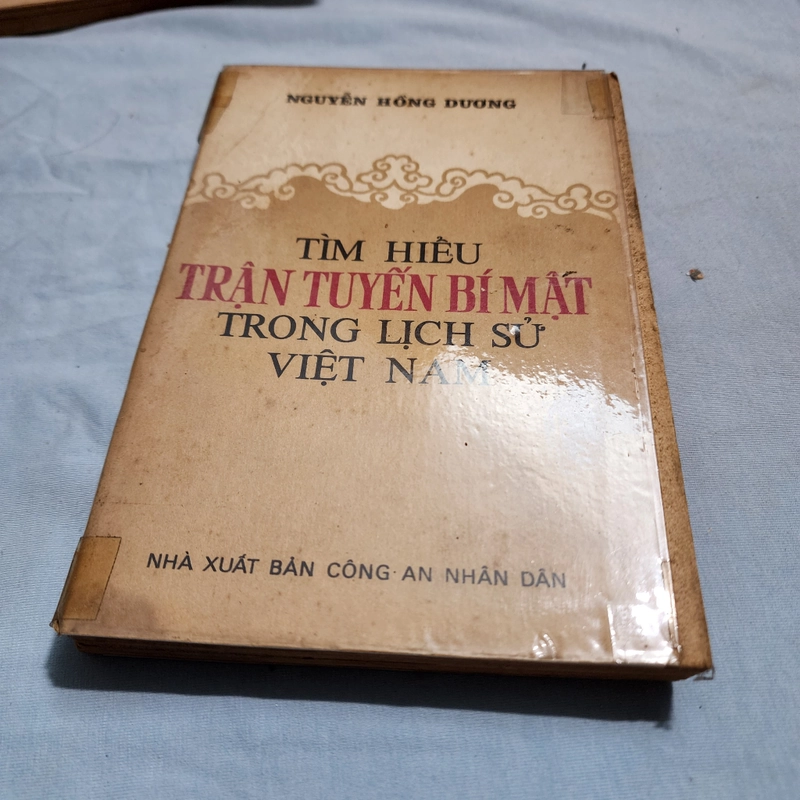 NGUYỄN HỒNG DƯƠNG
TÌM HIỂU
TRẬN TUYẾN BÍ MẬT
TRONG LỊCH SỬ
VIỆT NAM
NHÀ XUẤT BẢN CÔNG AN NHÂN DÂN